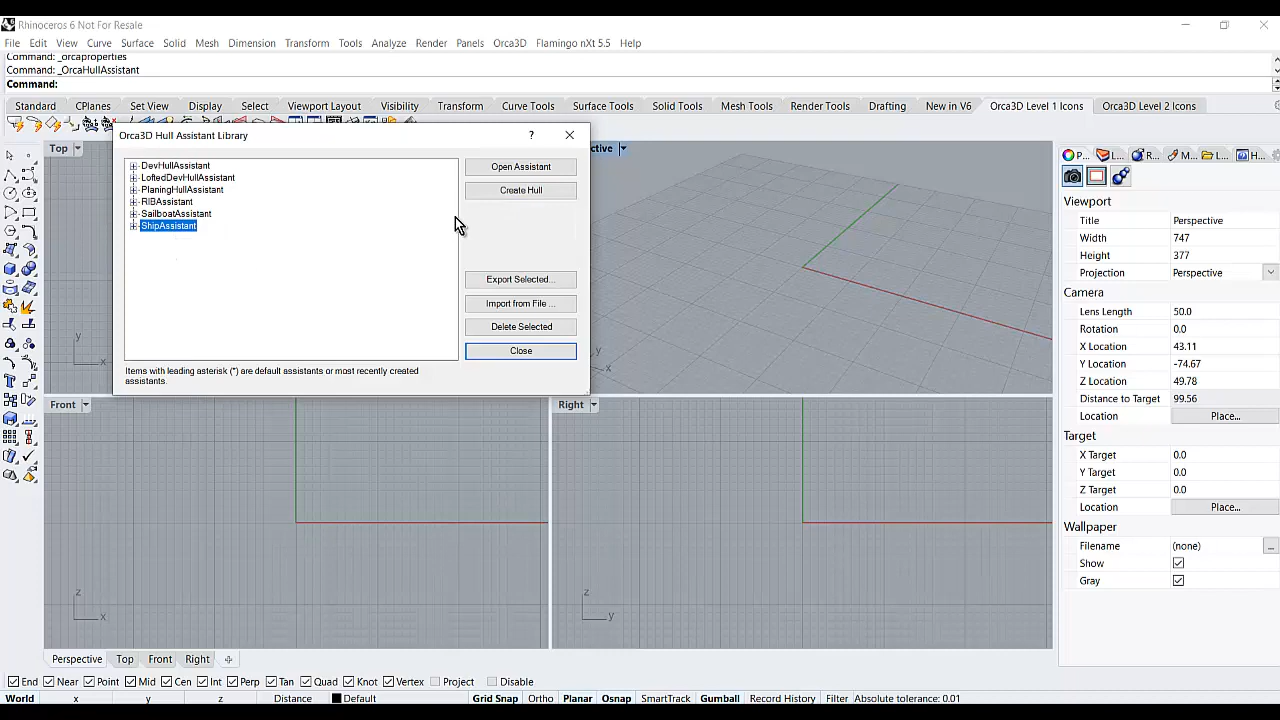 Rhinoceros 6 Not For Resale
File Edit View Curve Surface Solid Mesh Dimension Transform Tools Analyze Render Panels Orca3D Flamingo nXt 5.5 Help
Command: _orcaproperties
Command: _OrcaHullAssistant
Command:
Standard CPlanes Set View Display Select Viewport Layout Visibility Transform Curve Tools Surface Tools Solid Tools Mesh Tools Render Tools Drafting New in V6 Orca3D Level 1 Icons Orca3D Level 2 Icons
Orca3D Hull Assistant Library ? 
Top
ctive
P... L... R... M... L... H...
DevHullAssistant
LoftedDevHullAssistant
PlaningHullAssistant
RIBAssistant
SailboatAssistant
ShipAssistant
Open Assistant
Create Hull
Export Selected...
Import from File ...
Delete Selected
Close
Items with leading asterisk (*) are default assistants or most recently created
assistants.
y
x
y
x
Viewport
Title Perspective
Width 747
Height 377
Projection Perspective
Camera
Lens Length 50.0
Rotation 0.0
X Location 43.11
Y Location -74.67
Z Location 49.78
Distance to Target 99.56
Location Place...
Target
X Target 0.0
Y Target 0.0
Z Target 0.0
Location Place...
Wallpaper
Filename (none) ...
Show
Gray
Front
z
x
Right
z
y
Perspective Top Front Right
End Near Point Mid Cen Int Perp Tan Quad Knot Vertex Project Disable
World x y z Distance Default Grid Snap Ortho Planar Osnap SmartTrack Gumball Record History Filter Absolute tolerance: 0.01